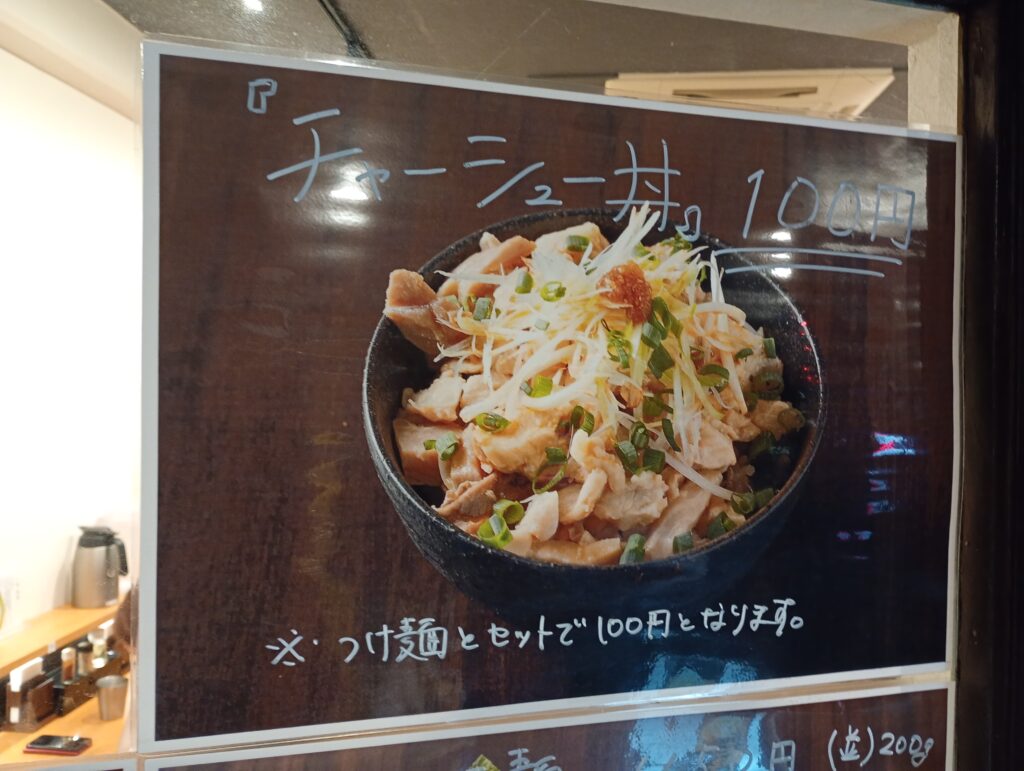 『チャーシュー丼』 100円
※ つけ麺とセットで100円となります。
円 (並)200g